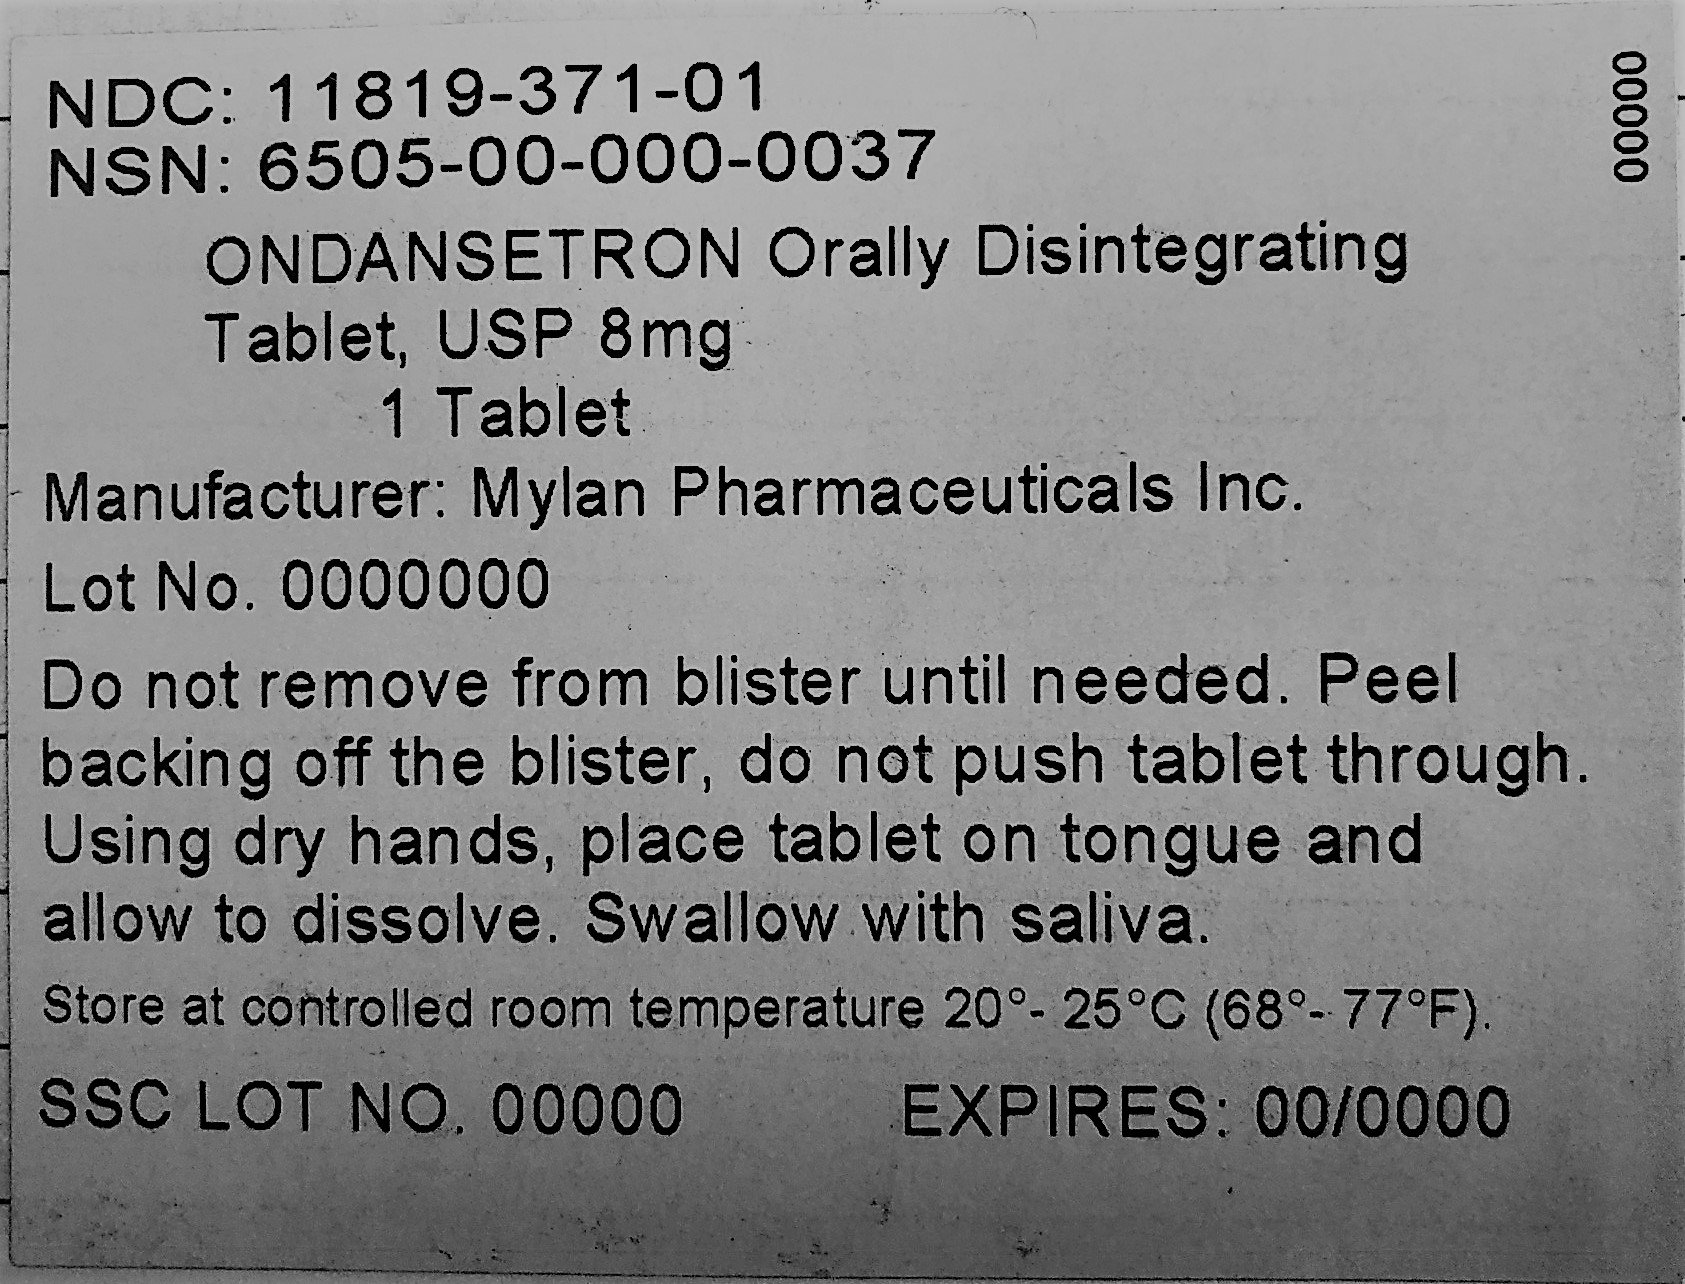 NDC: 11819-371-01
00000
NSN: 6505-00-000-0037
ONDANSETRON Orally Disintegrating
Tablet, USP 8mg
1 Tablet
Manufacturer: Mylan Pharmaceuticals Inc.
Lot No. 0000000
Do not remove from blister until needed. Peel
backing off the blister, do not push tablet through.
Using dry hands, place tablet on tongue and
allow to dissolve. Swallow with saliva.
Store at controlled room temperature 20°- 25°C (68°- 77°F).
SSC LOT NO. 00000 EXPIRES: 00/0000